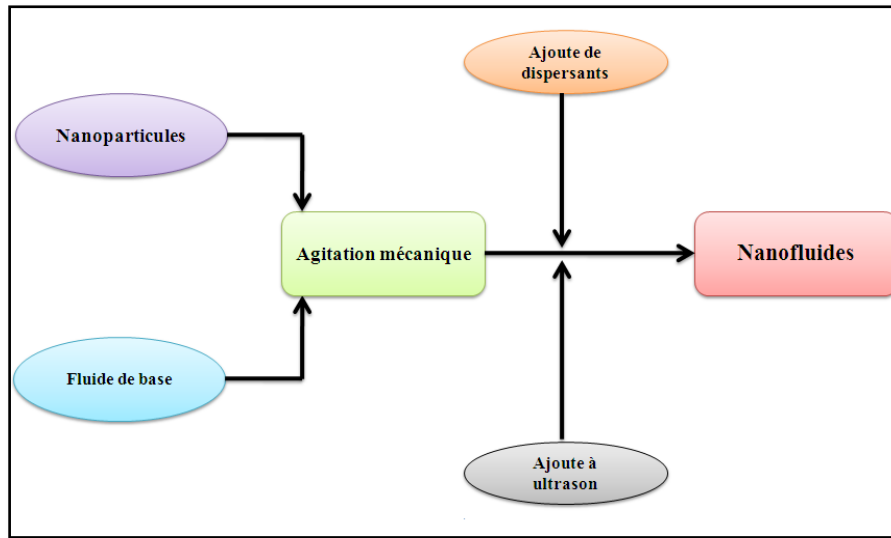 Ajoute de
dispersants
Nanoparticules
Agitation mécanique
Nanofluides
Fluide de base
Ajoute à
ultrason